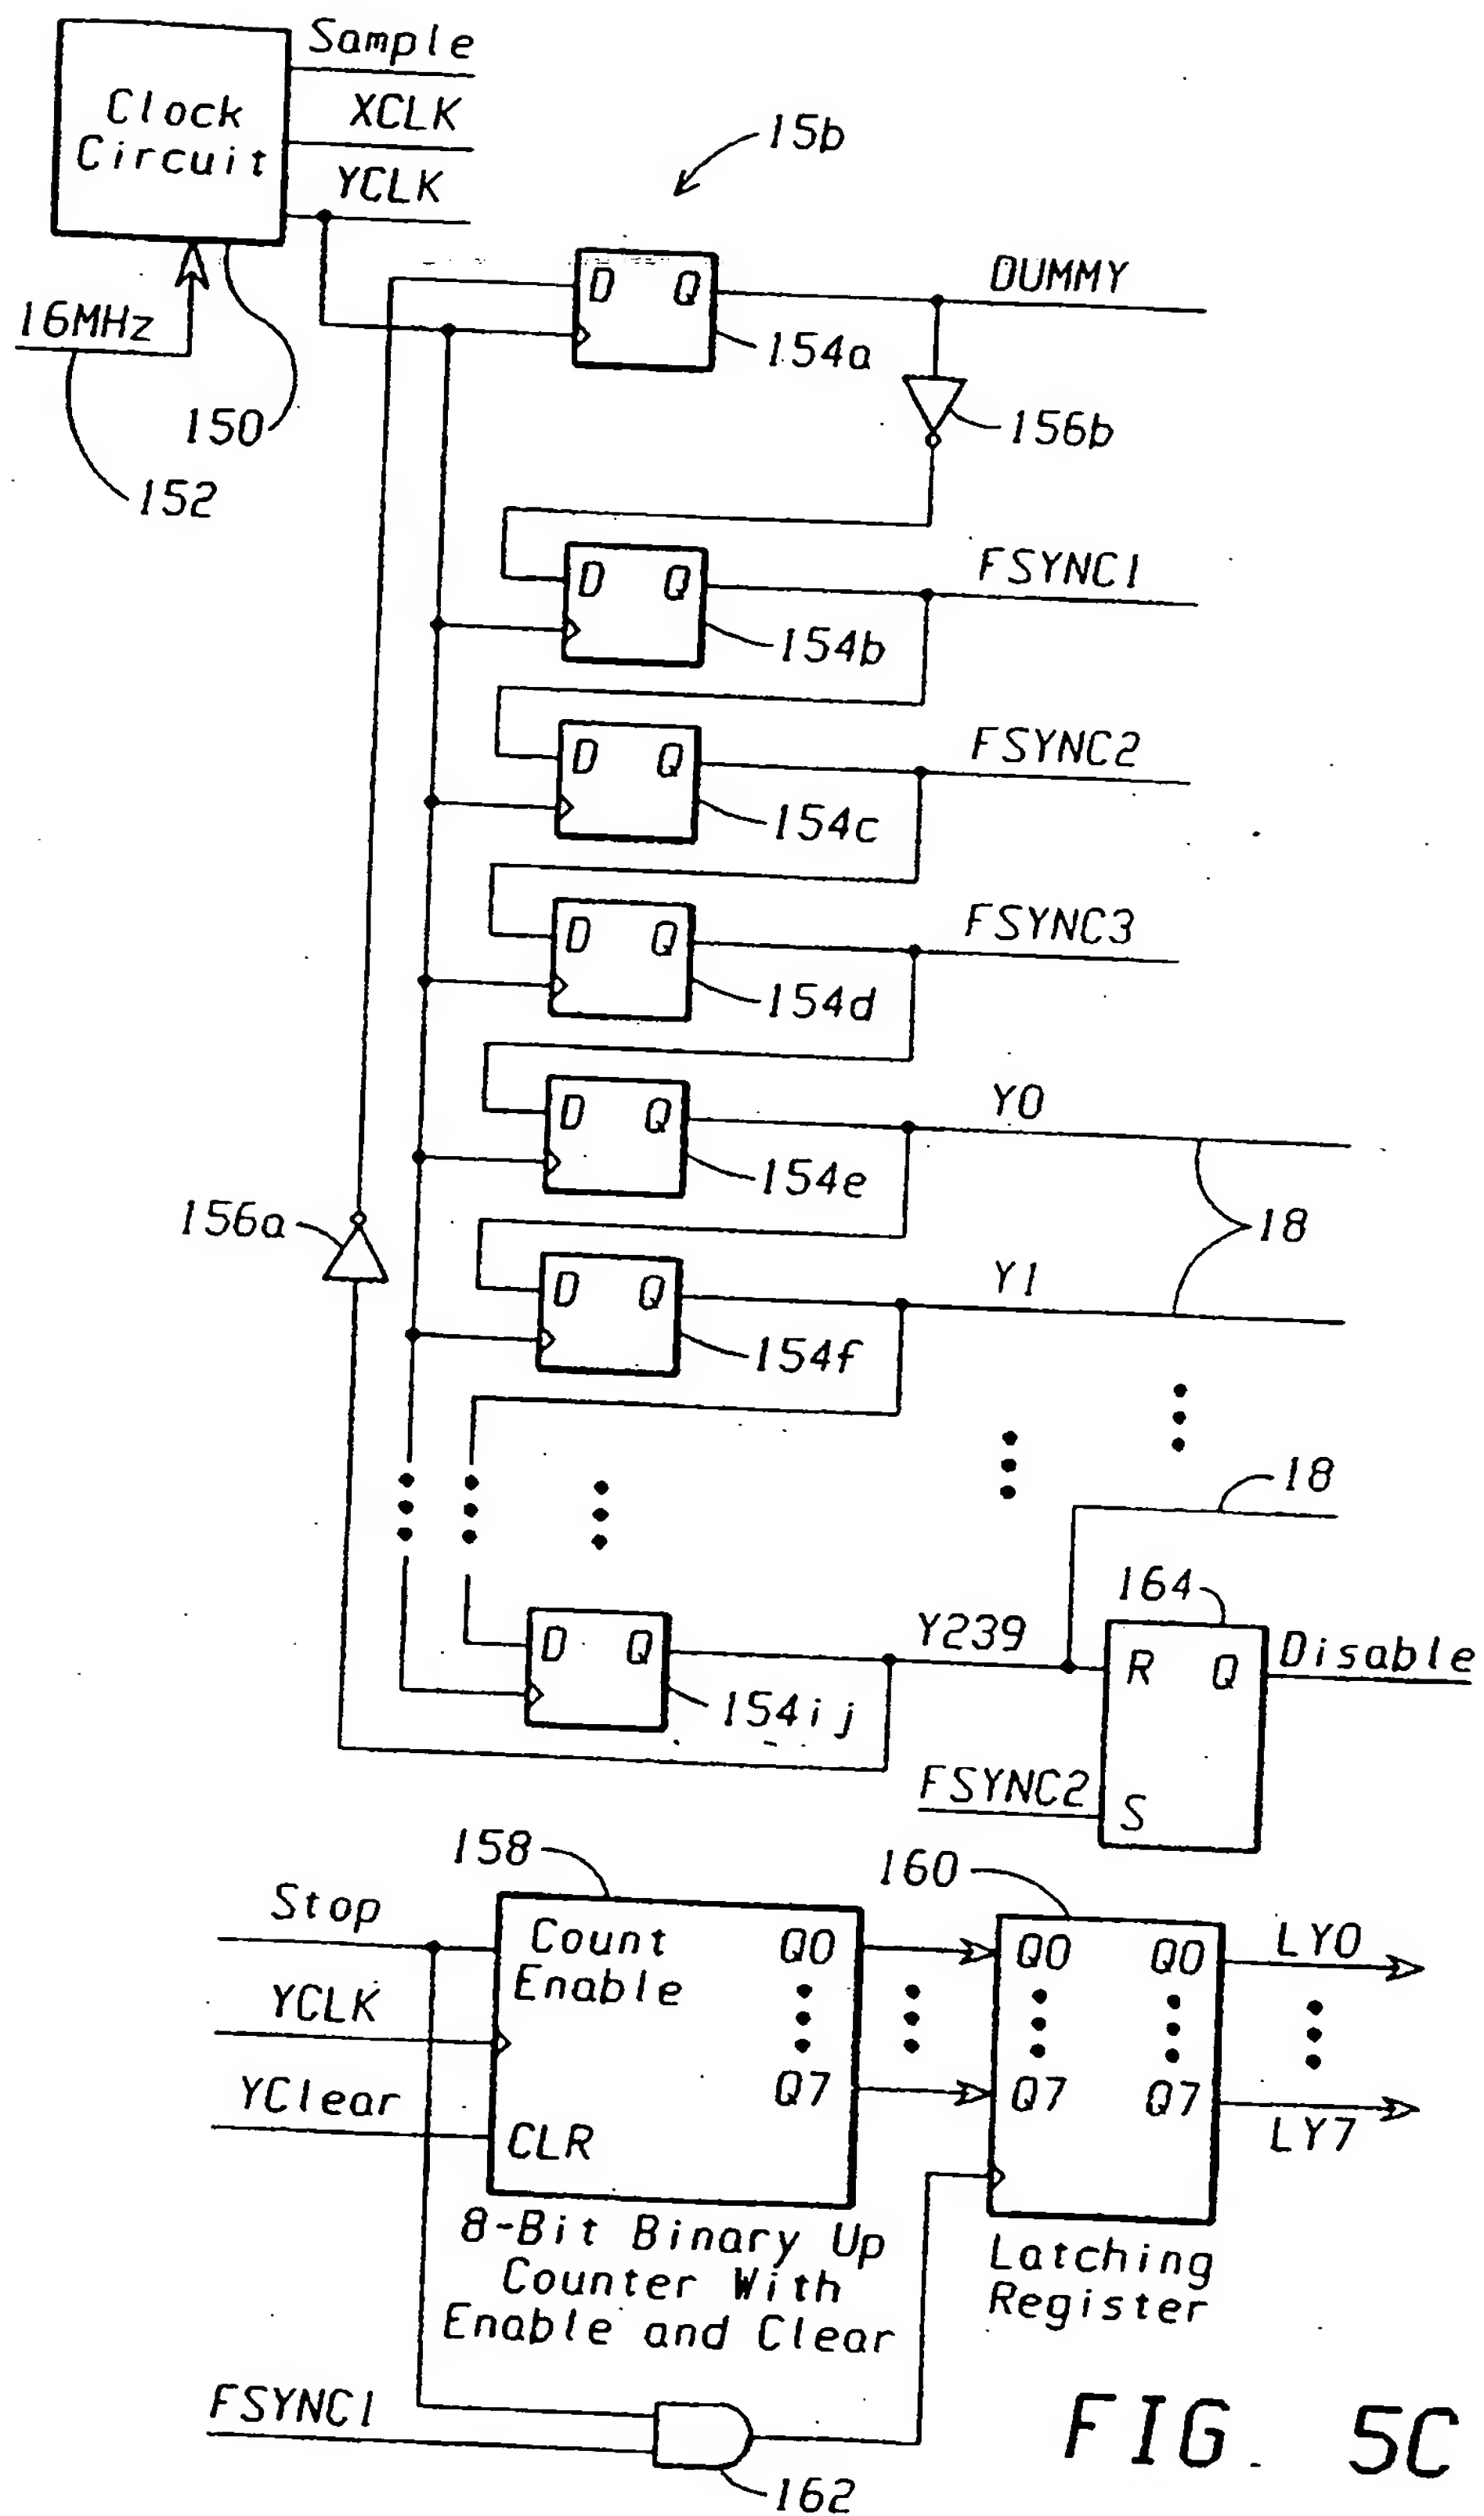 Sample
Clock
Circuit
XCLK
YCLK
15b
16MHz
150
152
D Q
DUMMY
154a
156b
D Q
FSYNC1
154b
D Q
FSYNC2
154c
D Q
FSYNC3
154d
D Q
Y0
154e
156a
18
D Q
Y1
154f
18
164
D Q
Y239
R Q
Disable
154ij
FSYNC2
S
158
160
Stop
Count
Enable
Q0
Q0 Q0
LY0
YCLK
YClear
Q7
Q7 Q7
LY7
CLR
8-Bit Binary Up
Counter With
Enable and Clear
Latching
Register
FSYNC1
162
FIG. 5C